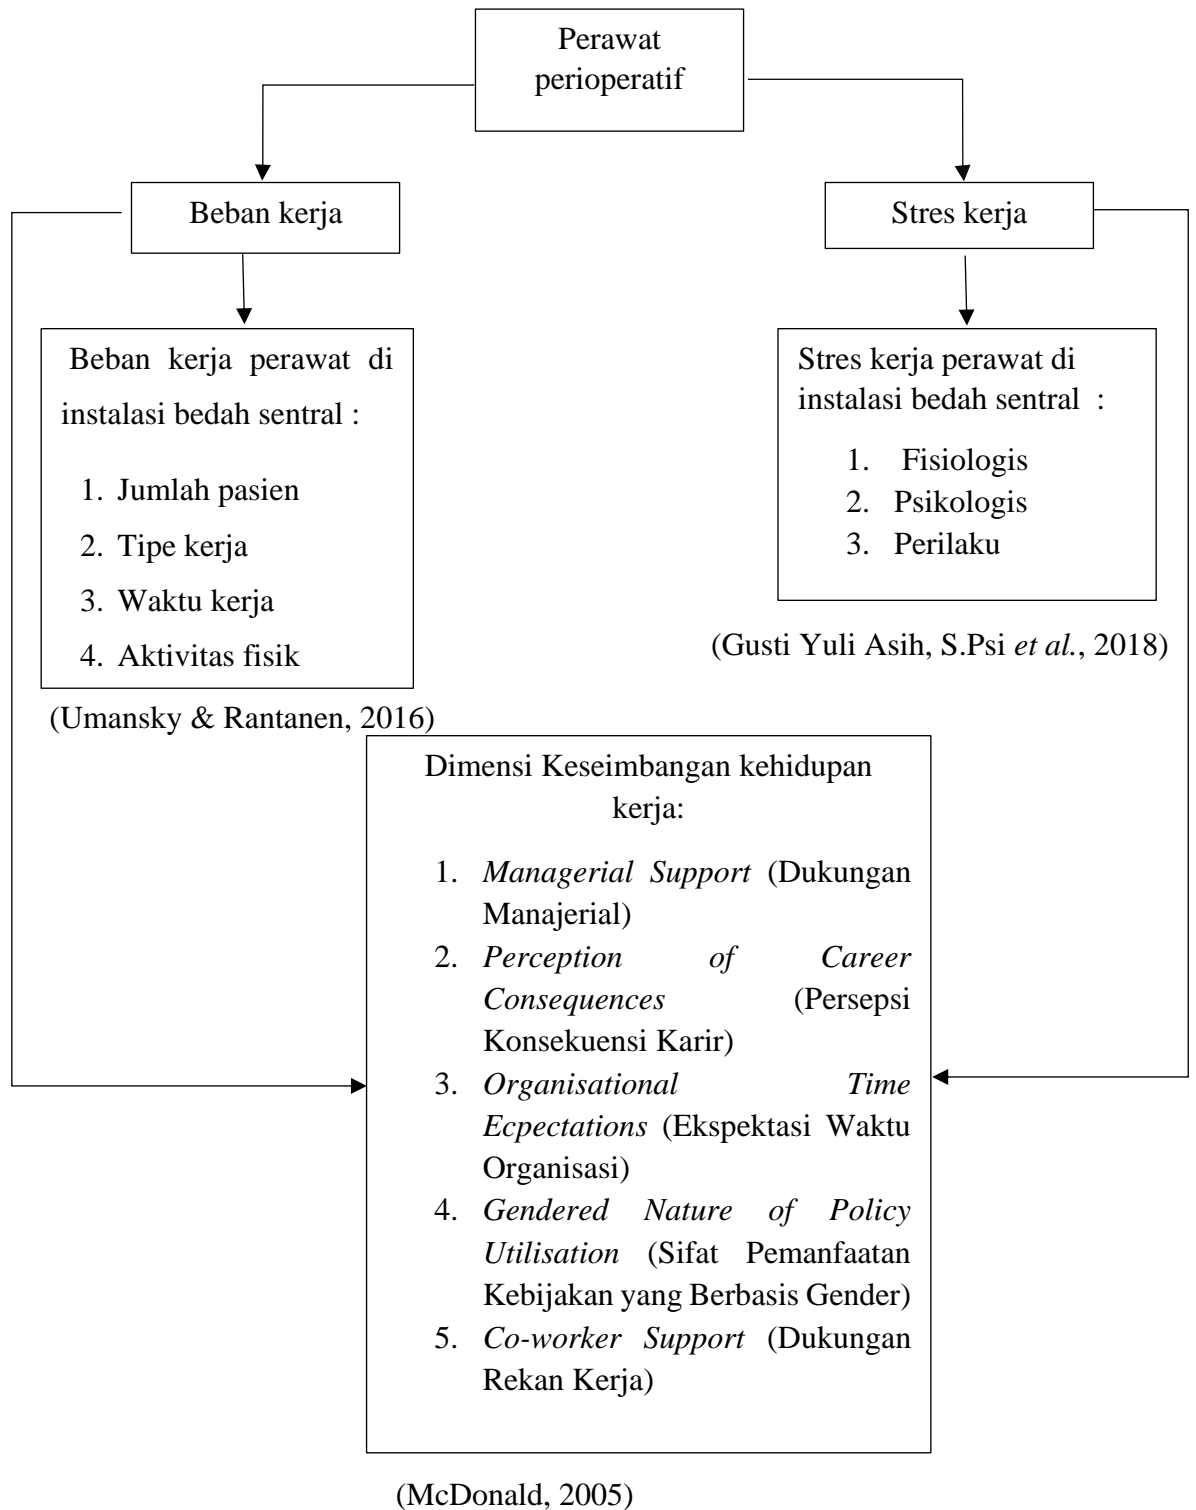 Perawat
perioperatif
Beban kerja
Stres kerja
Beban kerja perawat di
instalasi bedah sentral :
1. Jumlah pasien
2. Tipe kerja
3. Waktu kerja
4. Aktivitas fisik
(Umansky & Rantanen, 2016)
Stres kerja perawat di
instalasi bedah sentral :
1. Fisiologis
2. Psikologis
3. Perilaku
(Gusti Yuli Asih, S.Psi et al., 2018)
Dimensi Keseimbangan kehidupan
kerja:
1. Managerial Support (Dukungan
Manajerial)
2. Perception of Career
Consequences (Persepsi
Konsekuensi Karir)
3. Organisational Time
Ecpectations (Ekspektasi Waktu
Organisasi)
4. Gendered Nature of Policy
Utilisation (Sifat Pemanfaatan
Kebijakan yang Berbasis Gender)
5. Co-worker Support (Dukungan
Rekan Kerja)
(McDonald, 2005)